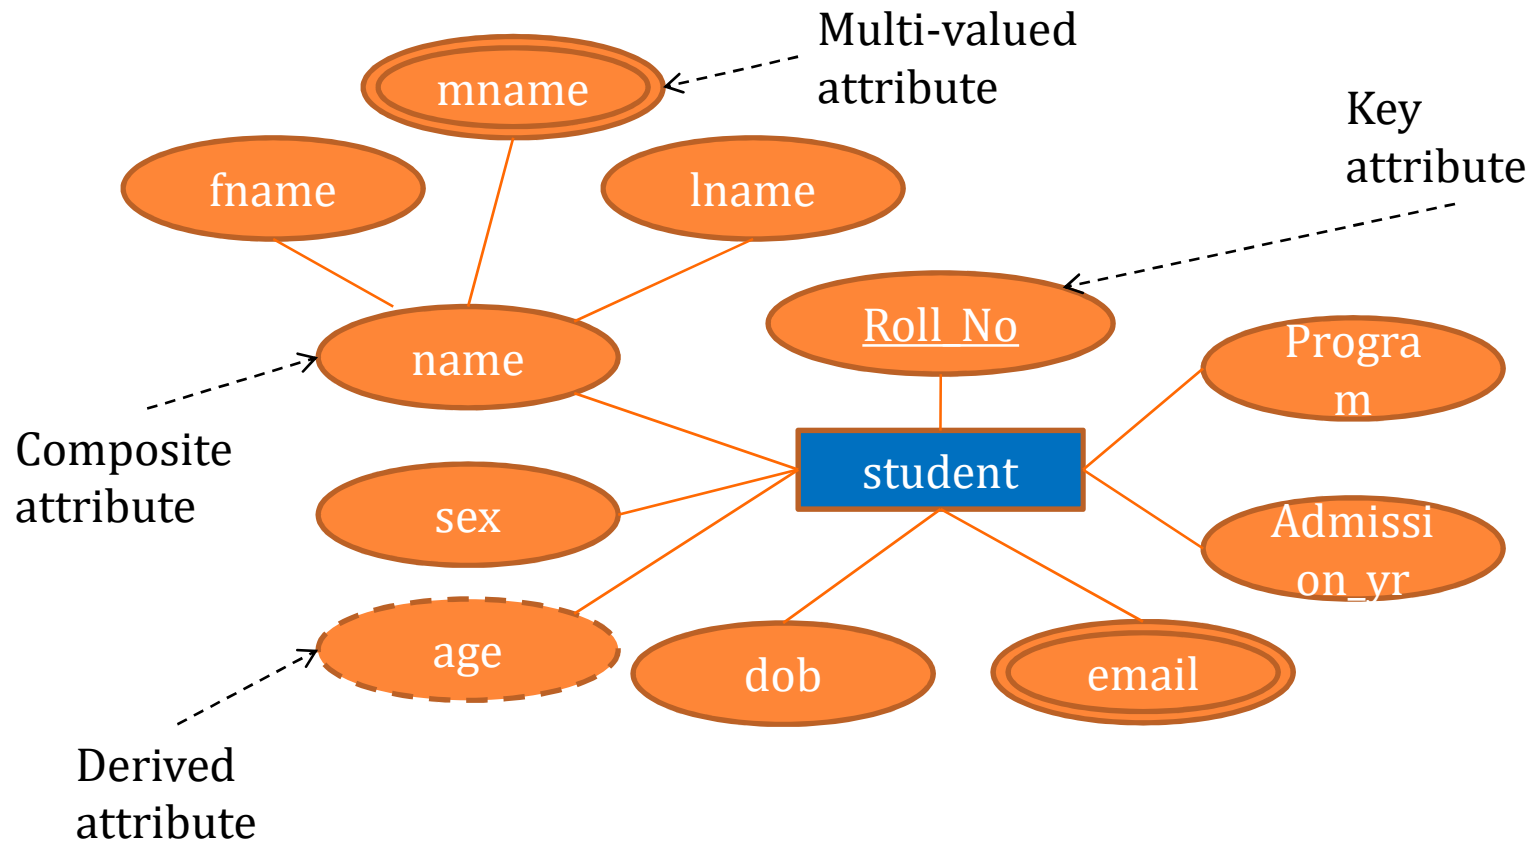 Multi-valued
attribute
mname
Key
attribute
fname
lname
Roll_No
name
Progra
m
Composite
attribute
student
sex
Admissi
on_yr
age
dob
email
Derived
attribute